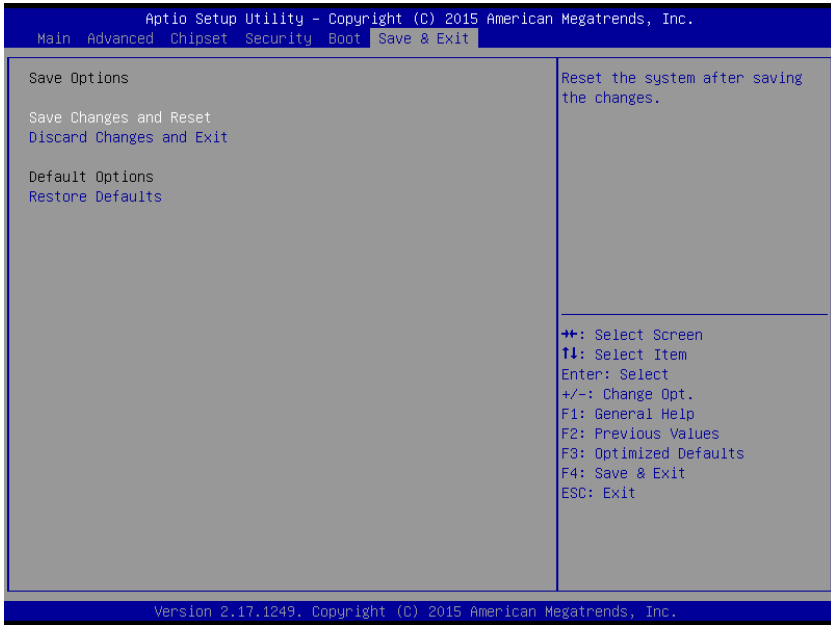 Aptio Setup Utility – Copyright (C) 2015 American Megatrends, Inc.
Main Advanced Chipset Security Boot Save & Exit
Save Options
Save Changes and Reset
Discard Changes and Exit
Default Options
Restore Defaults
Reset the system after saving
the changes.
→←: Select Screen
↑↓: Select Item
Enter: Select
+/-: Change Opt.
F1: General Help
F2: Previous Values
F3: Optimized Defaults
F4: Save & Exit
ESC: Exit
Version 2.17.1249. Copyright (C) 2015 American Megatrends, Inc.